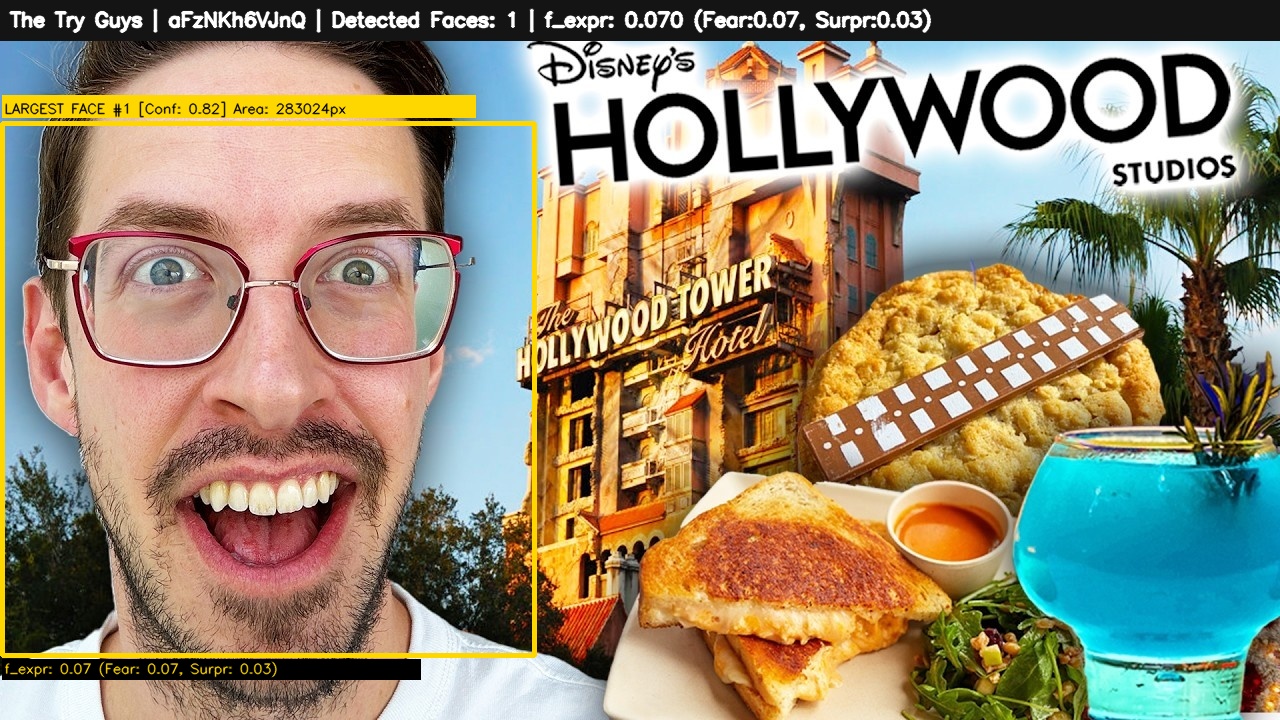 The Try Guys | aFzNKh6VJnQ | Detected Faces: 1 | f_expr: 0.070 (Fear:0.07, Surpr:0.03)
LARGEST FACE #1 [Conf: 0.82] Area: 283024px
Disney's
HOLLYWOOD
STUDIOS
The
HOLLYWOOD TOWER
Hotel
f_expr: 0.07 (Fear: 0.07, Surpr: 0.03)